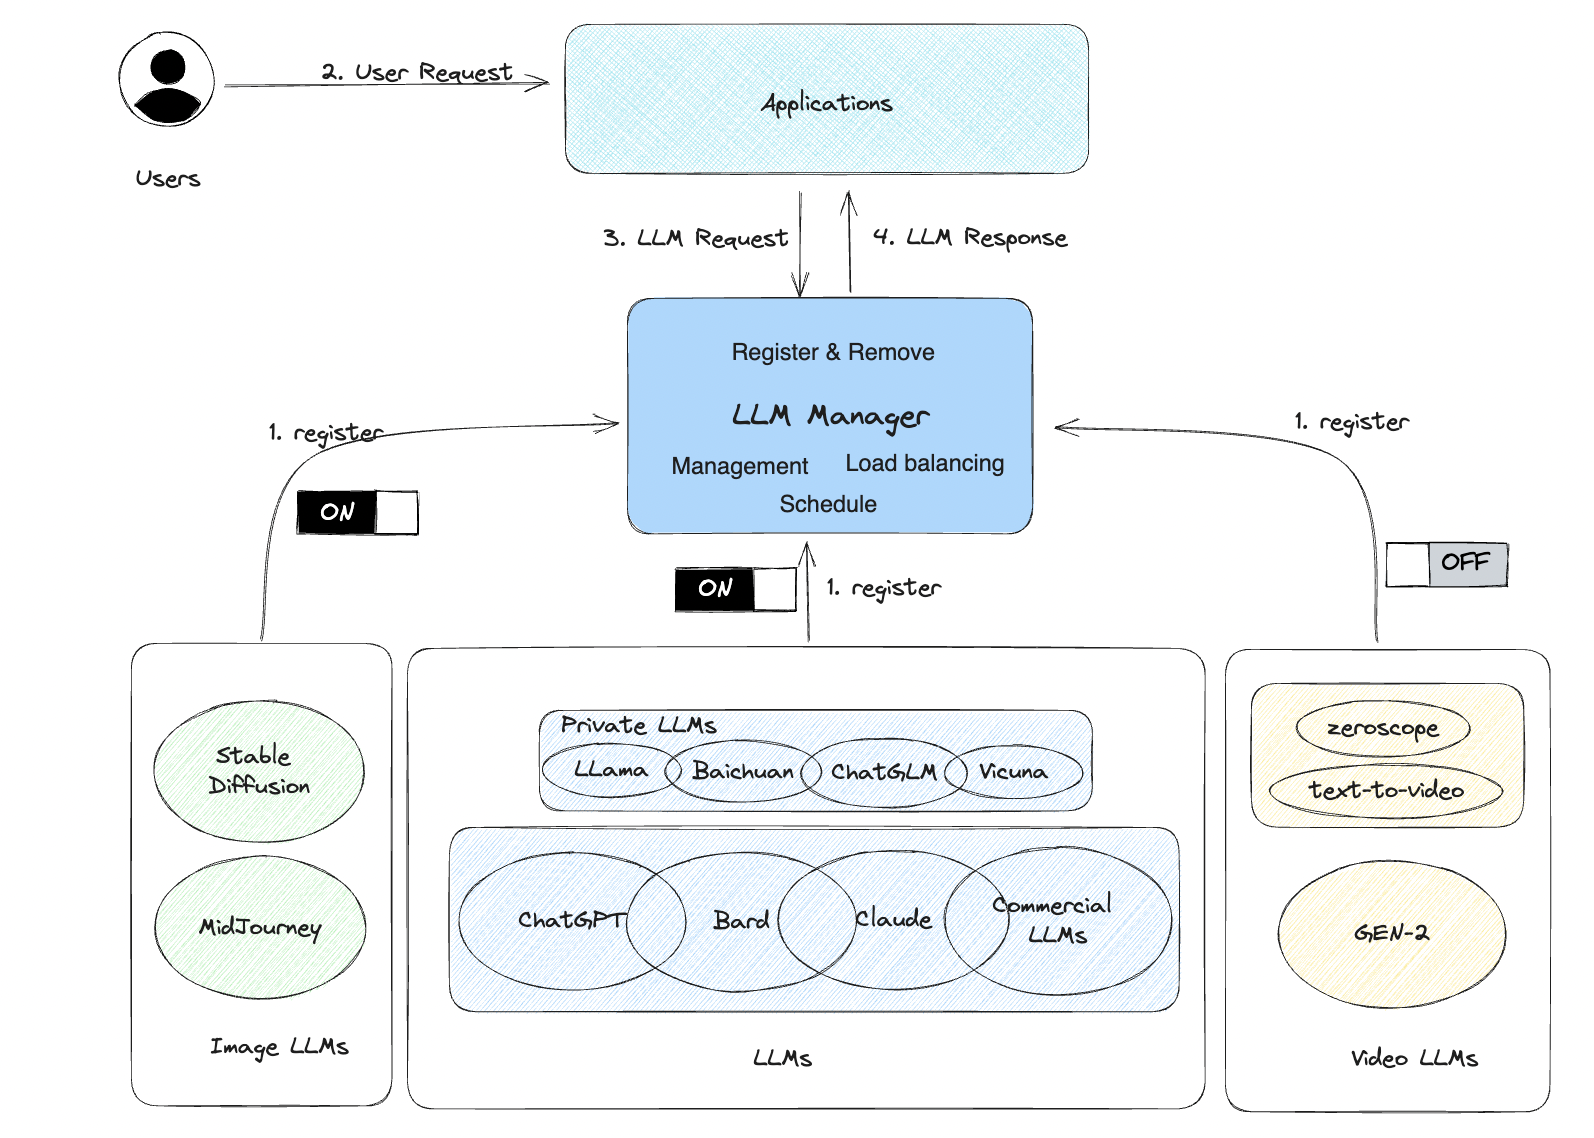 2. User Request
Applications
Users
3. LLM Request
4. LLM Response
Register & Remove
LLM Manager
Management
Load balancing
Schedule
1. register
ON
ON
1. register
1. register
OFF
Stable
Diffusion
MidJourney
Image LLMs
Private LLMs
LLama
Baichuan
ChatGLM
Vicuna
ChatGPT
Bard
Claude
Commercial
LLMs
LLMs
zeroscope
text-to-video
GEN-2
Video LLMs